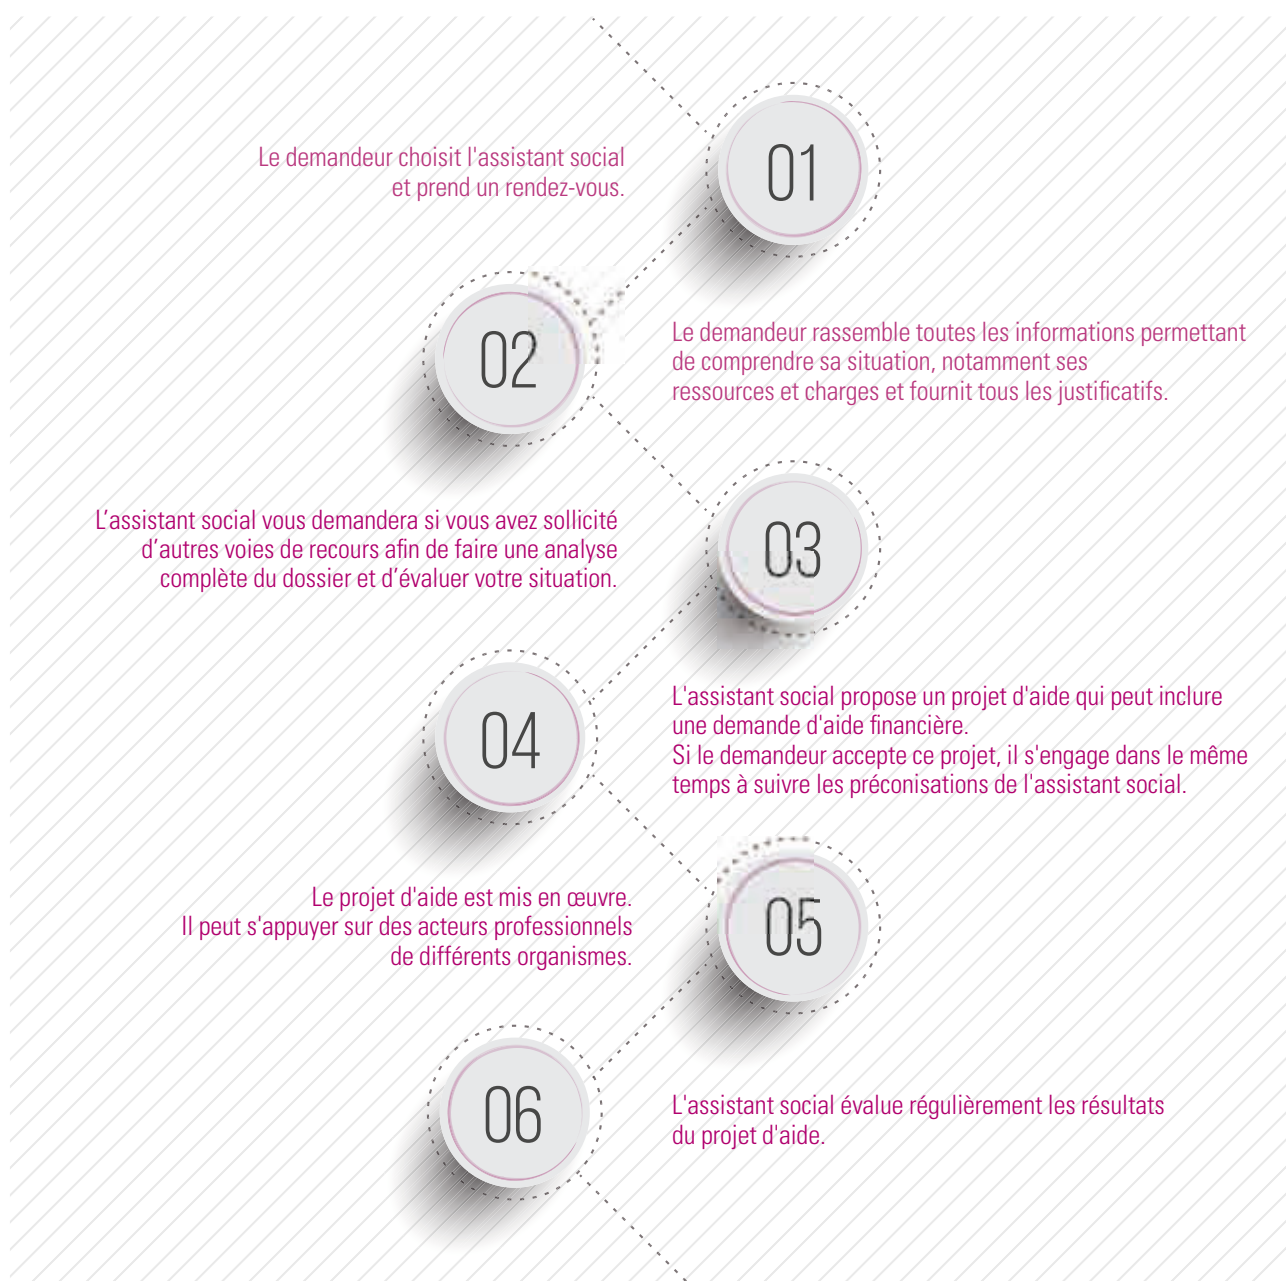 01
Le demandeur choisit l'assistant social
et prend un rendez-vous.
02
Le demandeur rassemble toutes les informations permettant
de comprendre sa situation, notamment ses
ressources et charges et fournit tous les justificatifs.
03
L’assistant social vous demandera si vous avez sollicité
d’autres voies de recours afin de faire une analyse
complète du dossier et d’évaluer votre situation.
04
L'assistant social propose un projet d'aide qui peut inclure
une demande d'aide financière.
Si le demandeur accepte ce projet, il s'engage dans le même
temps à suivre les préconisations de l'assistant social.
05
Le projet d'aide est mis en œuvre.
Il peut s'appuyer sur des acteurs professionnels
de différents organismes.
06
L'assistant social évalue régulièrement les résultats
du projet d'aide.